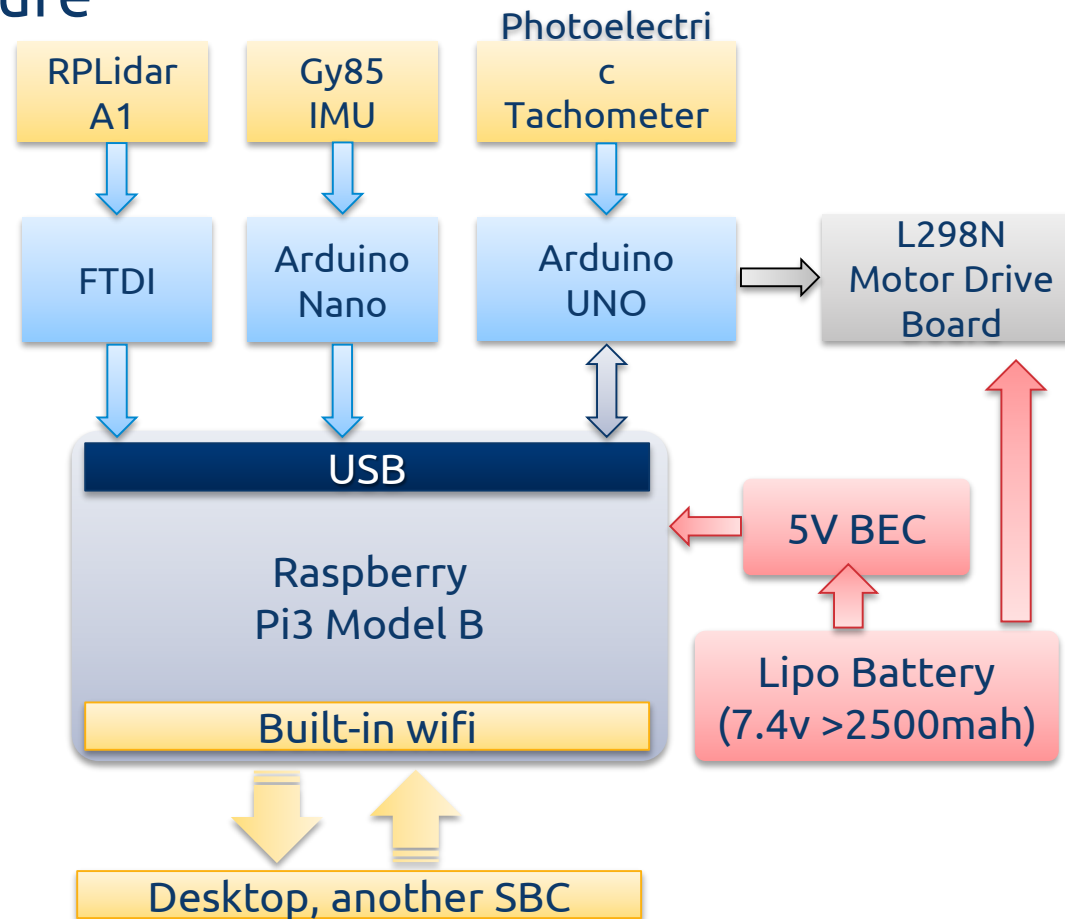 ure
RPLidar
A1
Gy85
IMU
Photoelectri
c
Tachometer
FTDI
Arduino
Nano
Arduino
UNO
L298N
Motor Drive
Board
USB
Raspberry
Pi3 Model B
Built-in wifi
5V BEC
Lipo Battery
(7.4v >2500mah)
Desktop, another SBC